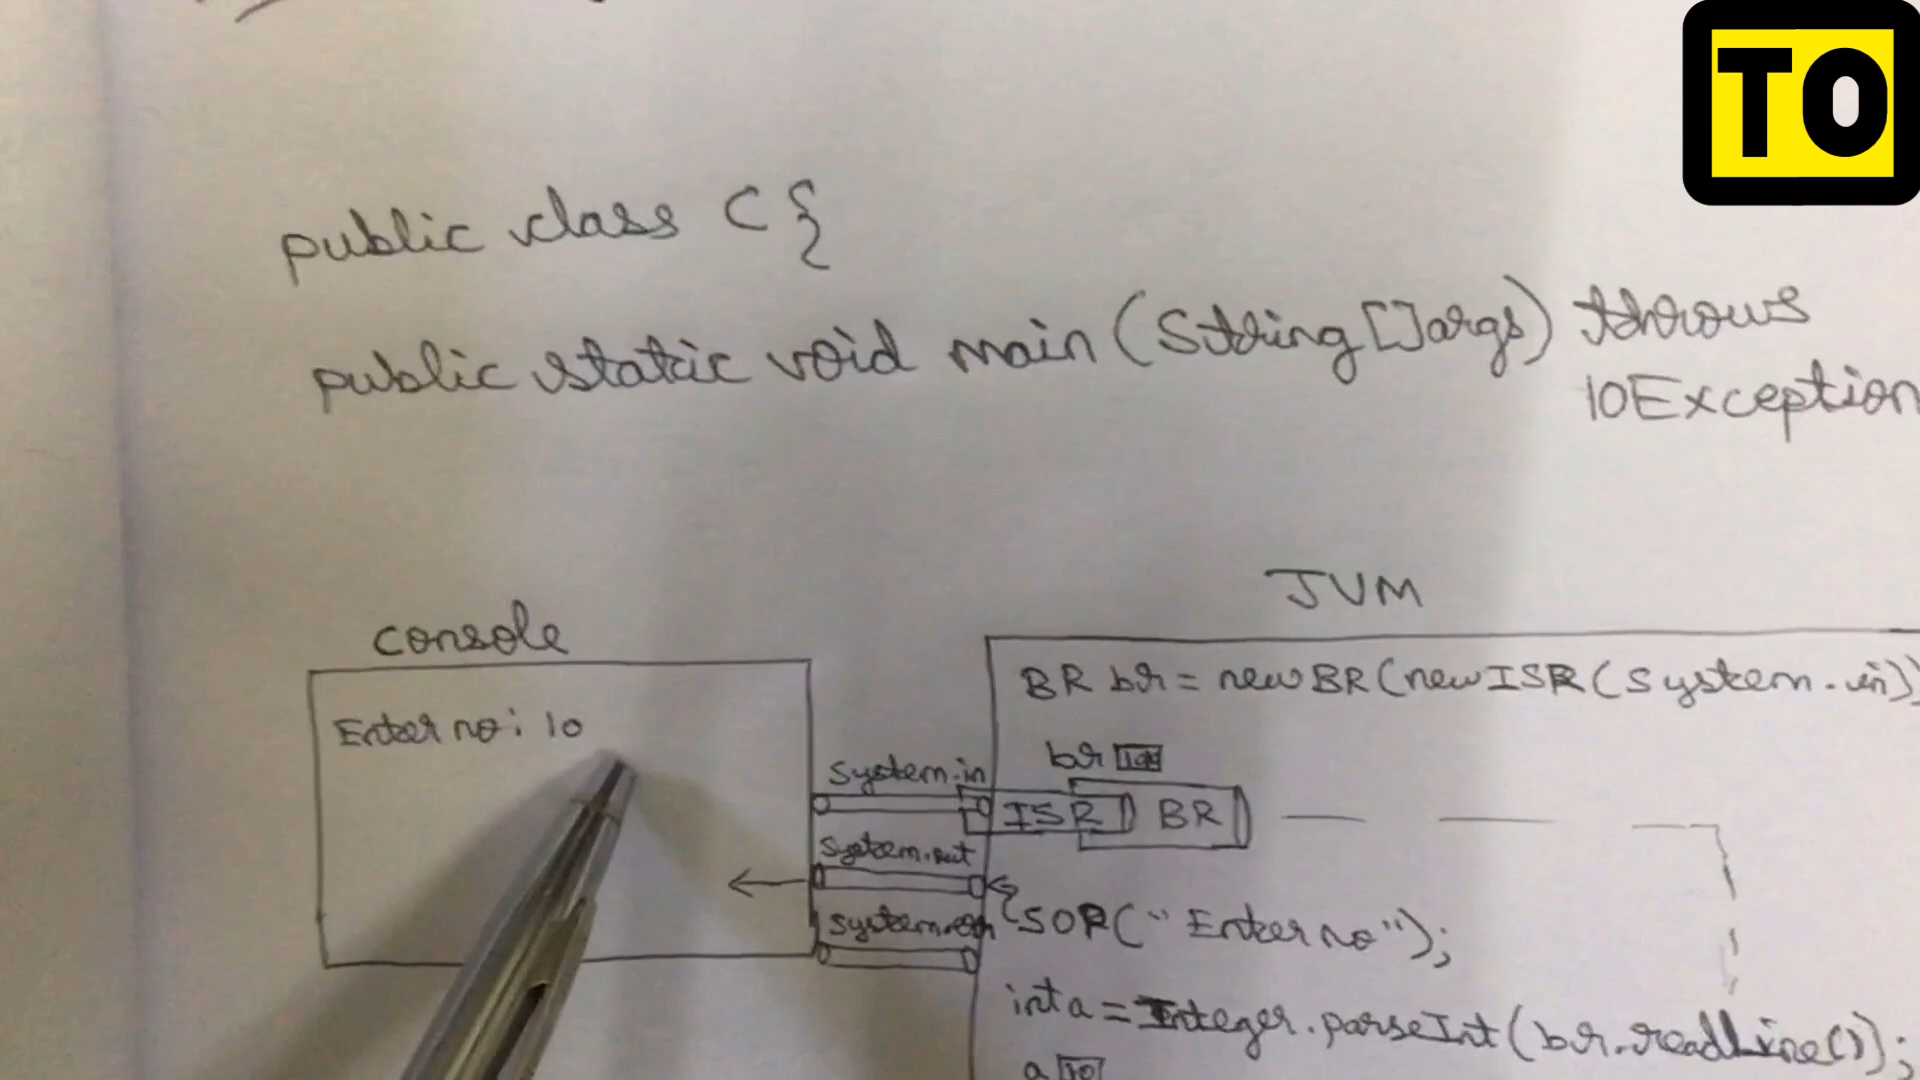 TO
public class C {
public static void main (String []args) throws
IOException
JVM
console
BR br = new BR (new ISR (System.in))
Enter no: 10
br
system.in
ISR BR
system.out
SOP (" Enter no");
int a = Integer.parseInt (br.readLine());
a 10